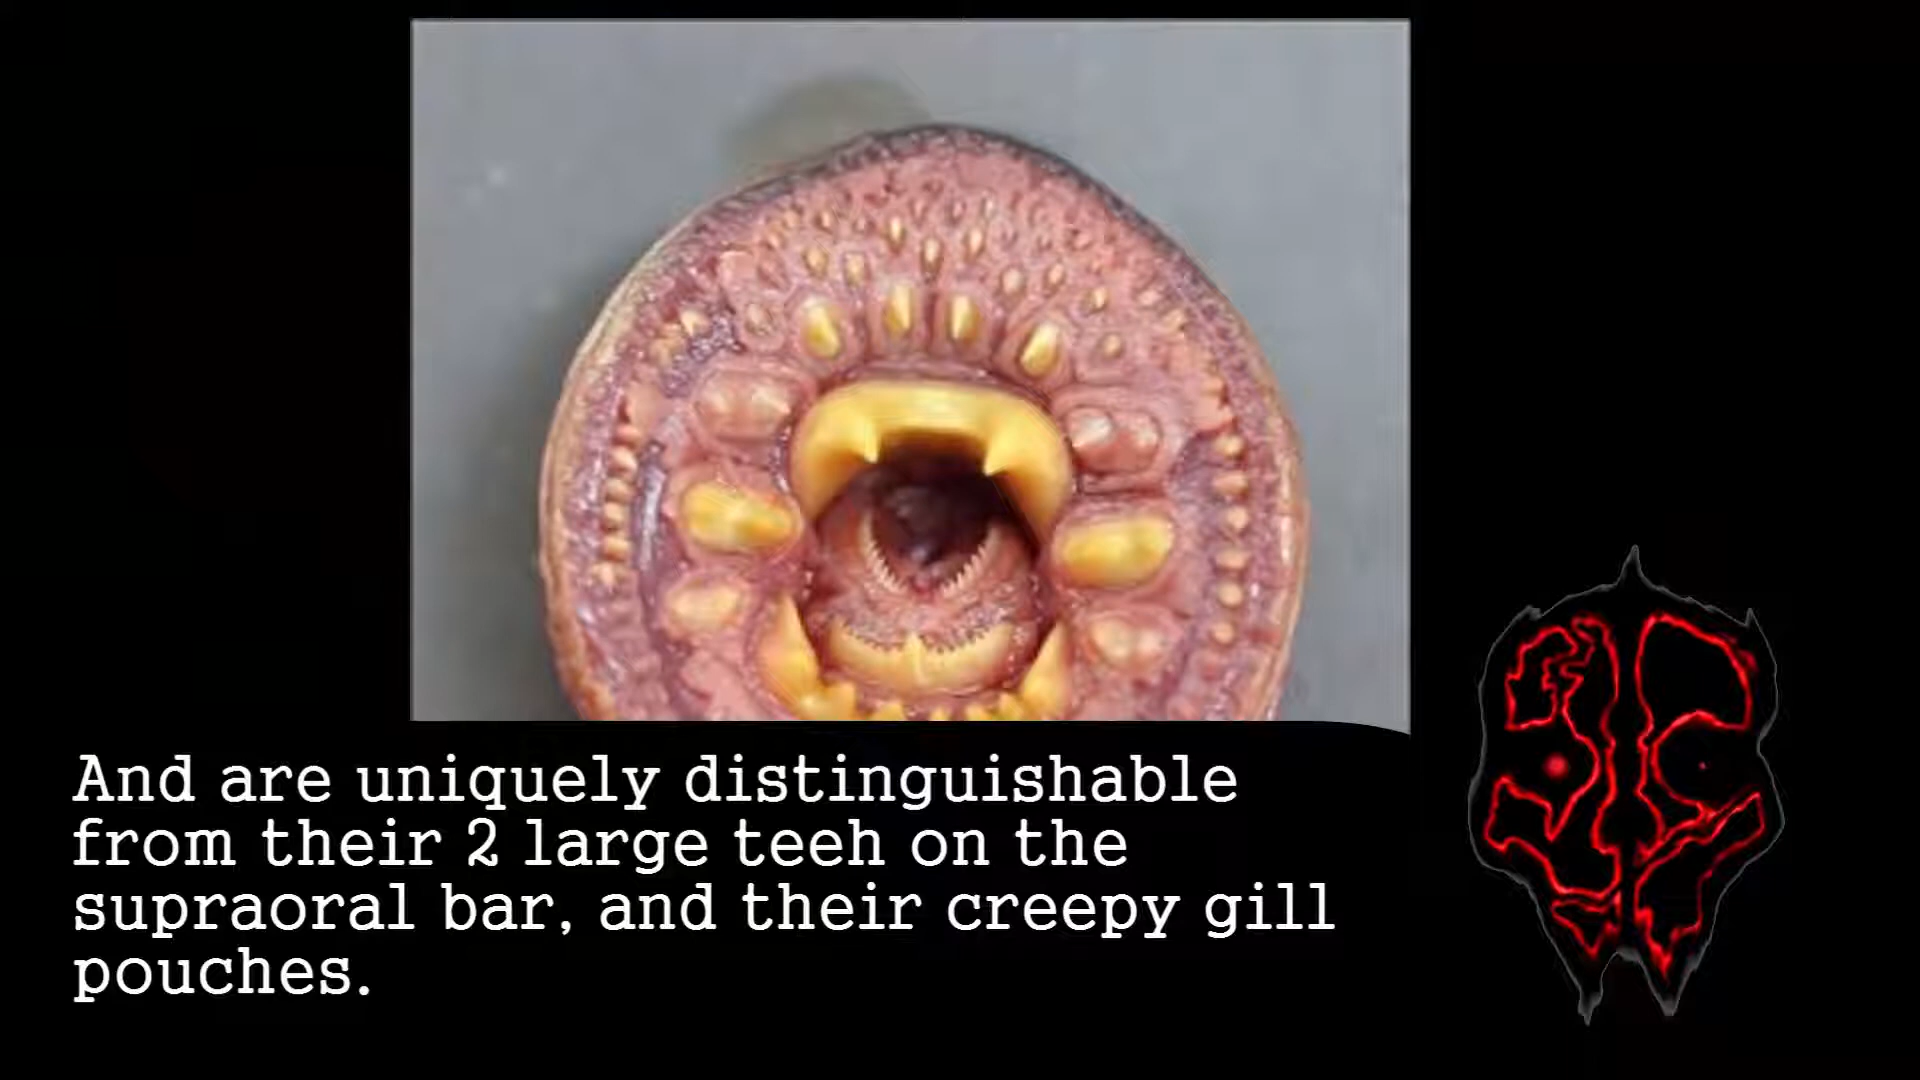 And are uniquely distinguishable
from their 2 large teeh on the
supraoral bar, and their creepy gill
pouches.